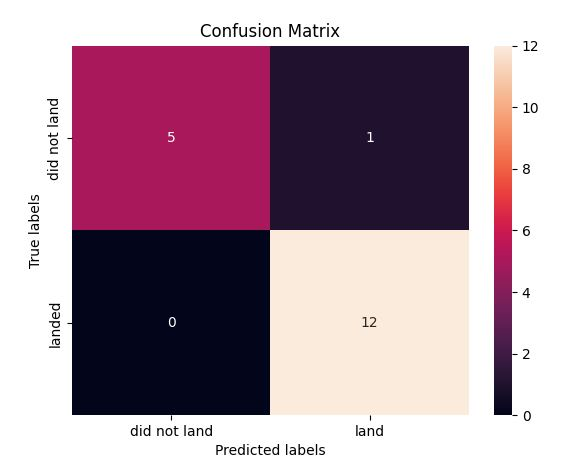 Confusion Matrix
True labels
did not land
landed
5
1
0
12
did not land
land
Predicted labels
12
10
8
6
4
2
0